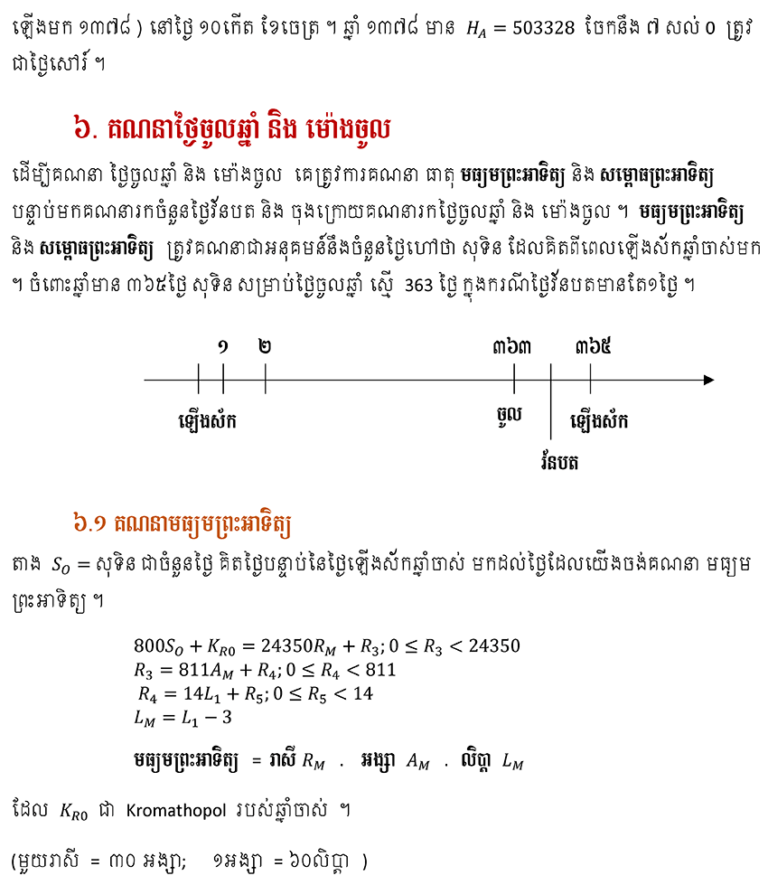 ឡើងមក ១៣៧៨ ) នៅថ្ងៃ ១០កើត ខែចេត្រ ។ ឆ្នាំ ១៣៧៨ មាន H_A = 503328 ចែកនឹង ៧ សល់ 0 ត្រូវ
ជាថ្ងៃសៅរ៍ ។
៦. គណនាថ្ងៃចូលឆ្នាំ និង ម៉ោងចូល
ដើម្បីគណនា ថ្ងៃចូលឆ្នាំ និង ម៉ោងចូល គេត្រូវការគណនា ធាតុ មធ្យមព្រះអាទិត្យ និង សម្ពោធព្រះអាទិត្យ
បន្ទាប់មកគណនារកចំនួនថ្ងៃវ័នបត និង ចុងក្រោយគណនារកថ្ងៃចូលឆ្នាំ និង ម៉ោងចូល ។ មធ្យមព្រះអាទិត្យ
និង សម្ពោធព្រះអាទិត្យ ត្រូវគណនាជាអនុគមន៍នឹងចំនួនថ្ងៃហៅថា សុទិន ដែលគិតពីពេលឡើងស័កឆ្នាំចាស់មក
។ ចំពោះឆ្នាំមាន ៣៦៥ថ្ងៃ សុទិន សម្រាប់ថ្ងៃចូលឆ្នាំ ស្មើ 363 ថ្ងៃ ក្នុងករណីថ្ងៃវ័នបតមានតែ១ថ្ងៃ ។
១ ២ ៣៦៣ ៣៦៥
ឡើងស័ក ចូល ឡើងស័ក
វ័នបត
៦.១ គណនាមធ្យមព្រះអាទិត្យ
តាង S_O = សុទិន ជាចំនួនថ្ងៃ គិតថ្ងៃបន្ទាប់នៃថ្ងៃឡើងស័កឆ្នាំចាស់ មកដល់ថ្ងៃដែលយើងចង់គណនា មធ្យម
ព្រះអាទិត្យ ។
800S_O + K_{R0} = 24350R_M + R_3; 0 ≤ R_3 < 24350
R_3 = 811A_M + R_4; 0 ≤ R_4 < 811
R_4 = 14L_1 + R_5; 0 ≤ R_5 < 14
L_M = L_1 − 3
មធ្យមព្រះអាទិត្យ = រាសី R_M . អង្សា A_M . លិប្ដា L_M
ដែល K_{R0} ជា Kromathopol របស់ឆ្នាំចាស់ ។
(មួយរាសី = ៣០ អង្សា; ១អង្សា = ៦០លិប្ដា )